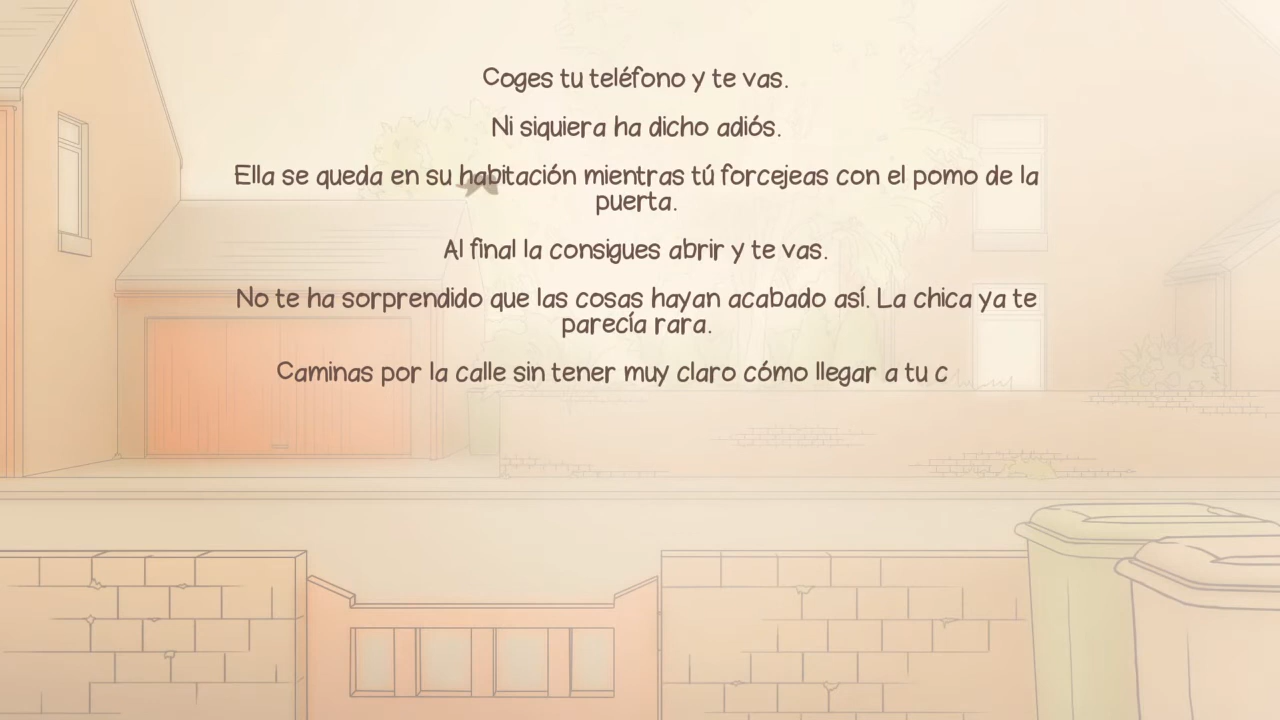 Coges tu teléfono y te vas.
Ni siquiera ha dicho adiós.
Ella se queda en su habitación mientras tú forcejeas con el pomo de la
puerta.
Al final la consigues abrir y te vas.
No te ha sorprendido que las cosas hayan acabado así. La chica ya te
parecía rara.
Caminas por la calle sin tener muy claro cómo llegar a tu c